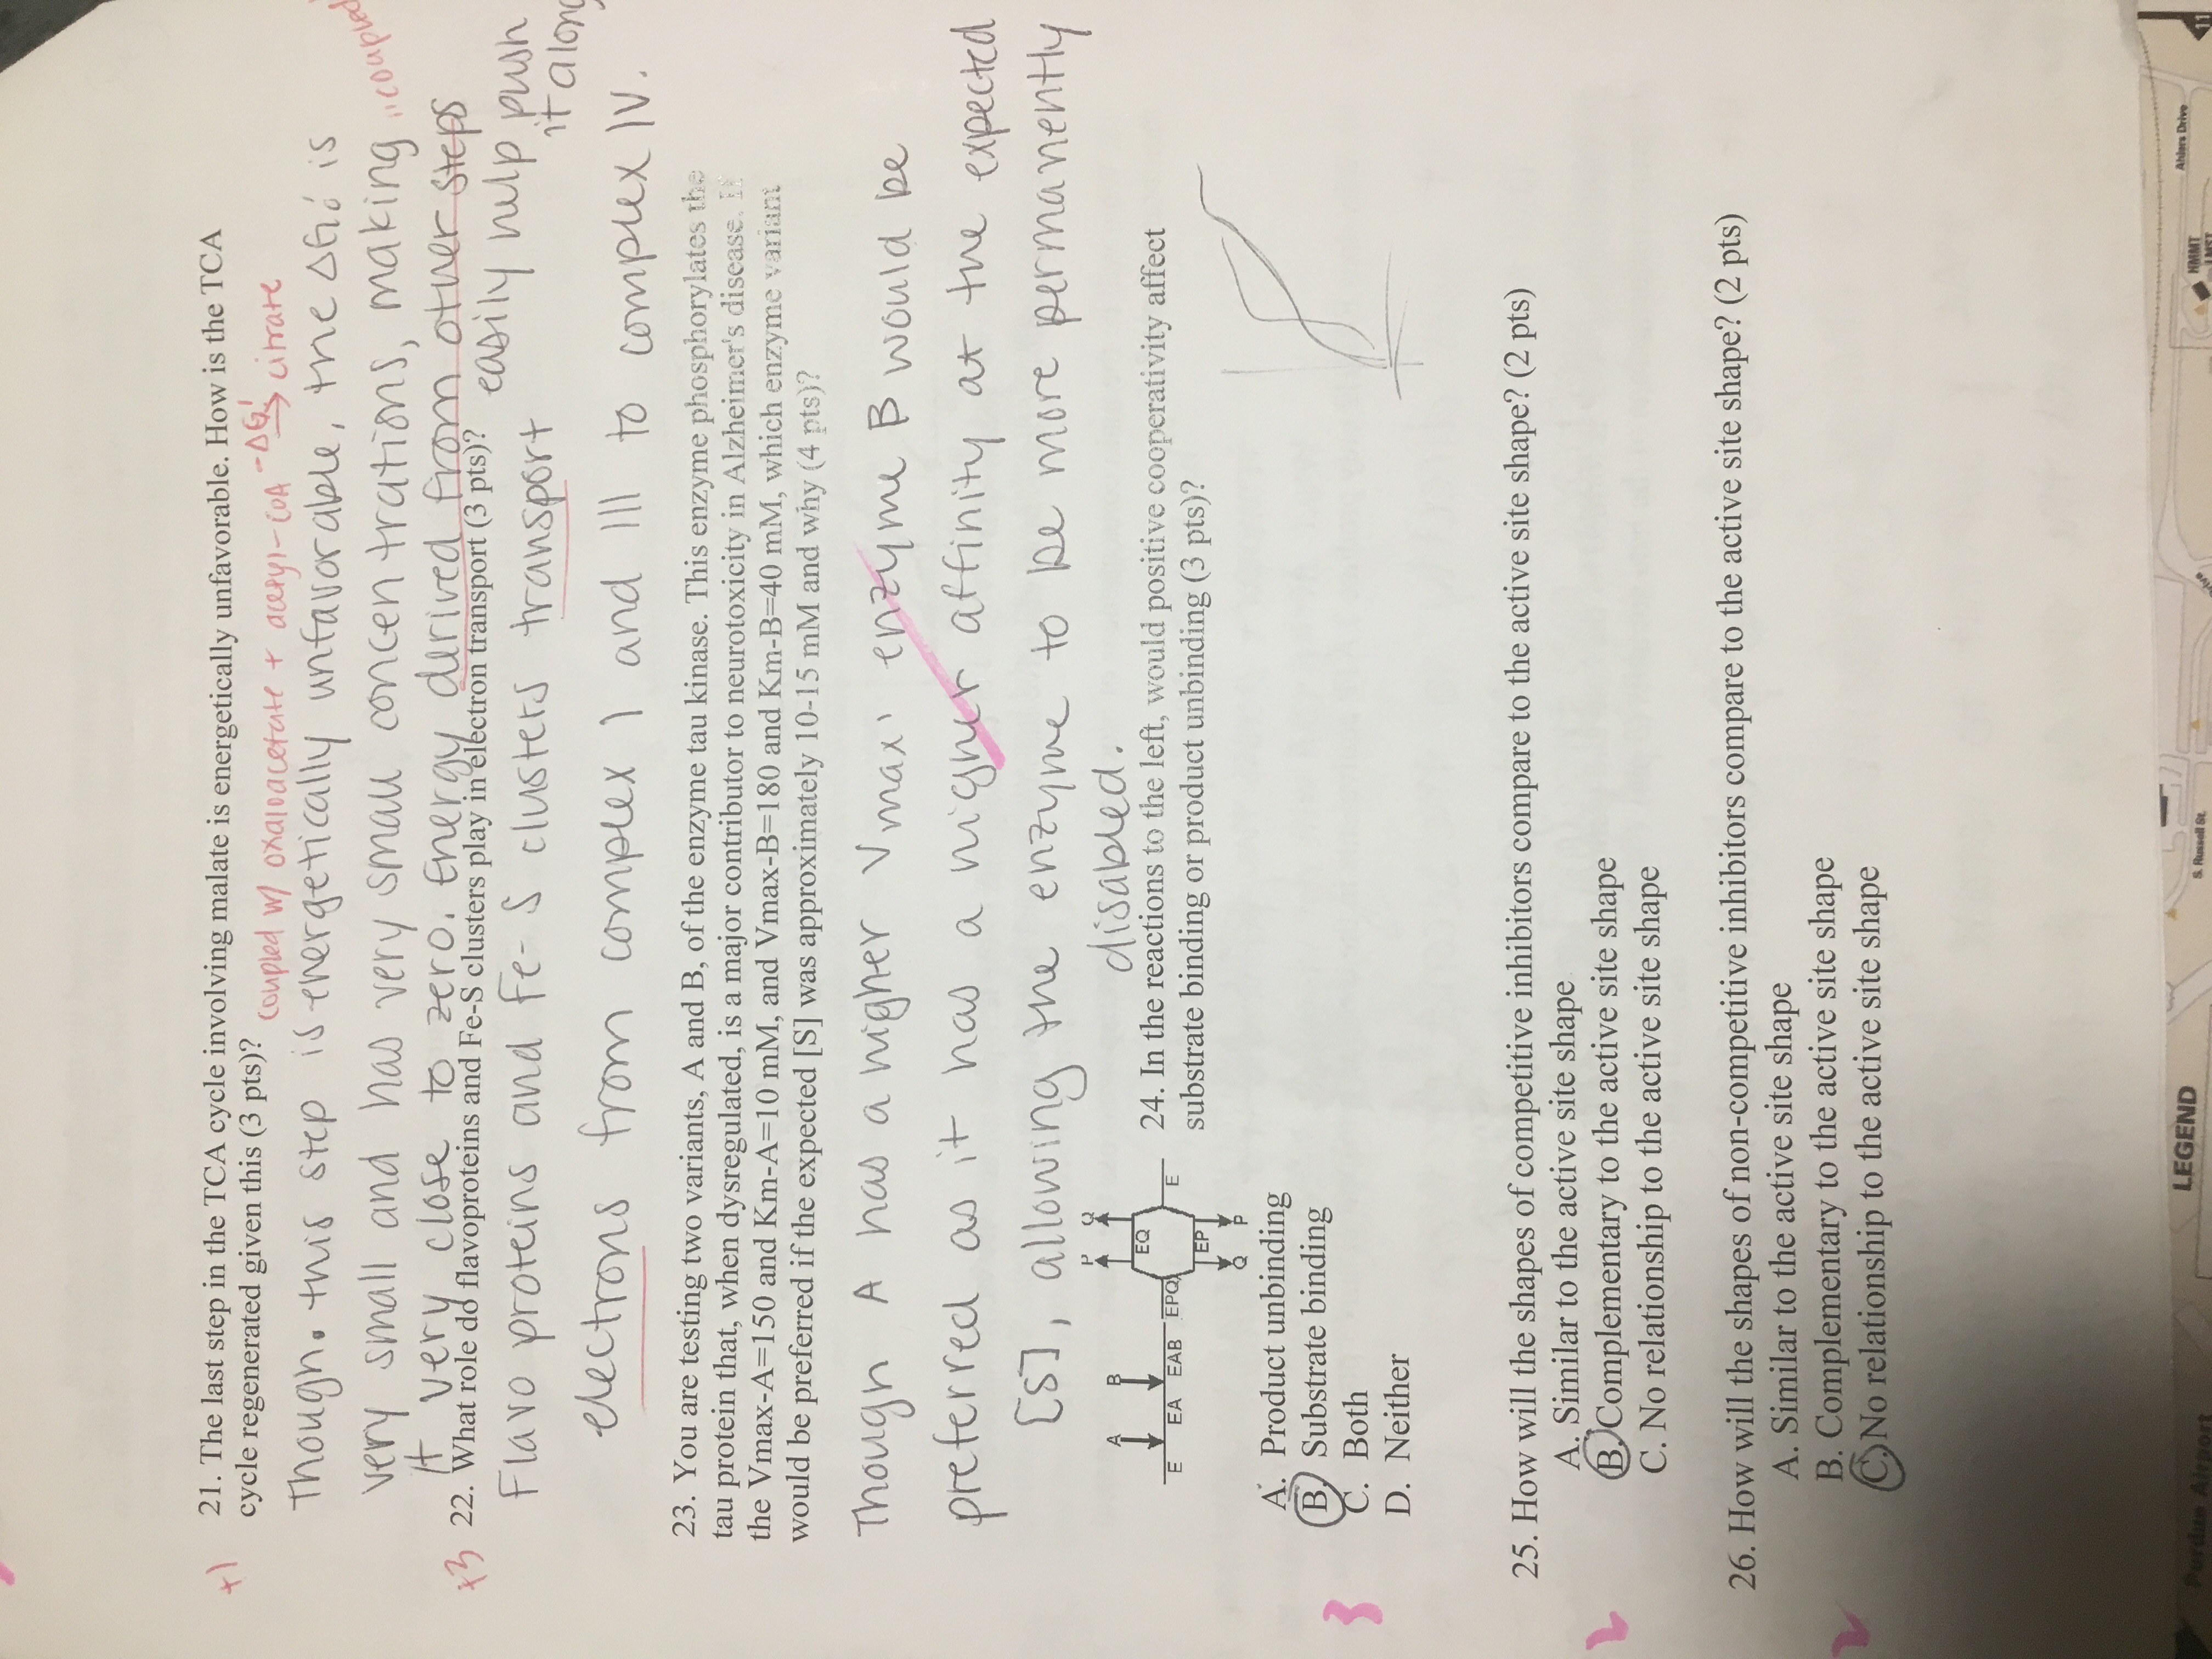 +1
21. The last step in the TCA cycle involving malate is energetically unfavorable. How is the TCA
cycle regenerated given this (3 pts)?
coupled w/ oxaloacetate + acetyl-CoA -ΔG' → citrate
Though this step is energetically unfavorable, the ΔG°' is
very small and has very small concentrations, making
"coupled
it very close to zero. Energy derived from other steps
easily help push
it along
+3
22. What role do flavoproteins and Fe-S clusters play in electron transport (3 pts)?
Flavo proteins and Fe-S clusters transport
electrons from complex I and III to complex IV.
23. You are testing two variants, A and B, of the enzyme tau kinase. This enzyme phosphorylates the
tau protein that, when dysregulated, is a major contributor to neurotoxicity in Alzheimer's disease. If
the Vmax-A=150 and Km-A=10 mM, and Vmax-B=180 and Km-B=40 mM, which enzyme variant
would be preferred if the expected [S] was approximately 10-15 mM and why (4 pts)?
Though A has a higher Vmax, enzyme B would be
preferred as it has a higher affinity at the expected
[S], allowing the enzyme to be more permanently
disabled.
P Q
A B
EQ
E EA EAB EPQ E
EP
Q P
24. In the reactions to the left, would positive cooperativity affect
substrate binding or product unbinding (3 pts)?
A. Product unbinding
B. Substrate binding
3
C. Both
D. Neither
25. How will the shapes of competitive inhibitors compare to the active site shape? (2 pts)
A. Similar to the active site shape
2
B. Complementary to the active site shape
C. No relationship to the active site shape
26. How will the shapes of non-competitive inhibitors compare to the active site shape? (2 pts)
A. Similar to the active site shape
B. Complementary to the active site shape
2
C. No relationship to the active site shape
Purdue Airport
LEGEND
S. Russell St.
HMMT
LMST
Ahlers Drive
11